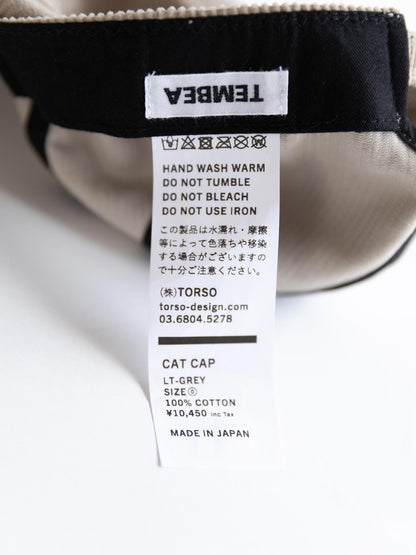 TEMBEA
HAND WASH WARM
DO NOT TUMBLE
DO NOT BLEACH
DO NOT USE IRON
この製品は水濡れ・摩擦
等によって色落ちや移染
する場合がございますの
で十分ご注意ください。
(株)TORSO
torso-design.com
03.6804.5278
CAT CAP
LT-GREY
SIZE⓪
100% COTTON
¥10,450 inc Tax
MADE IN JAPAN